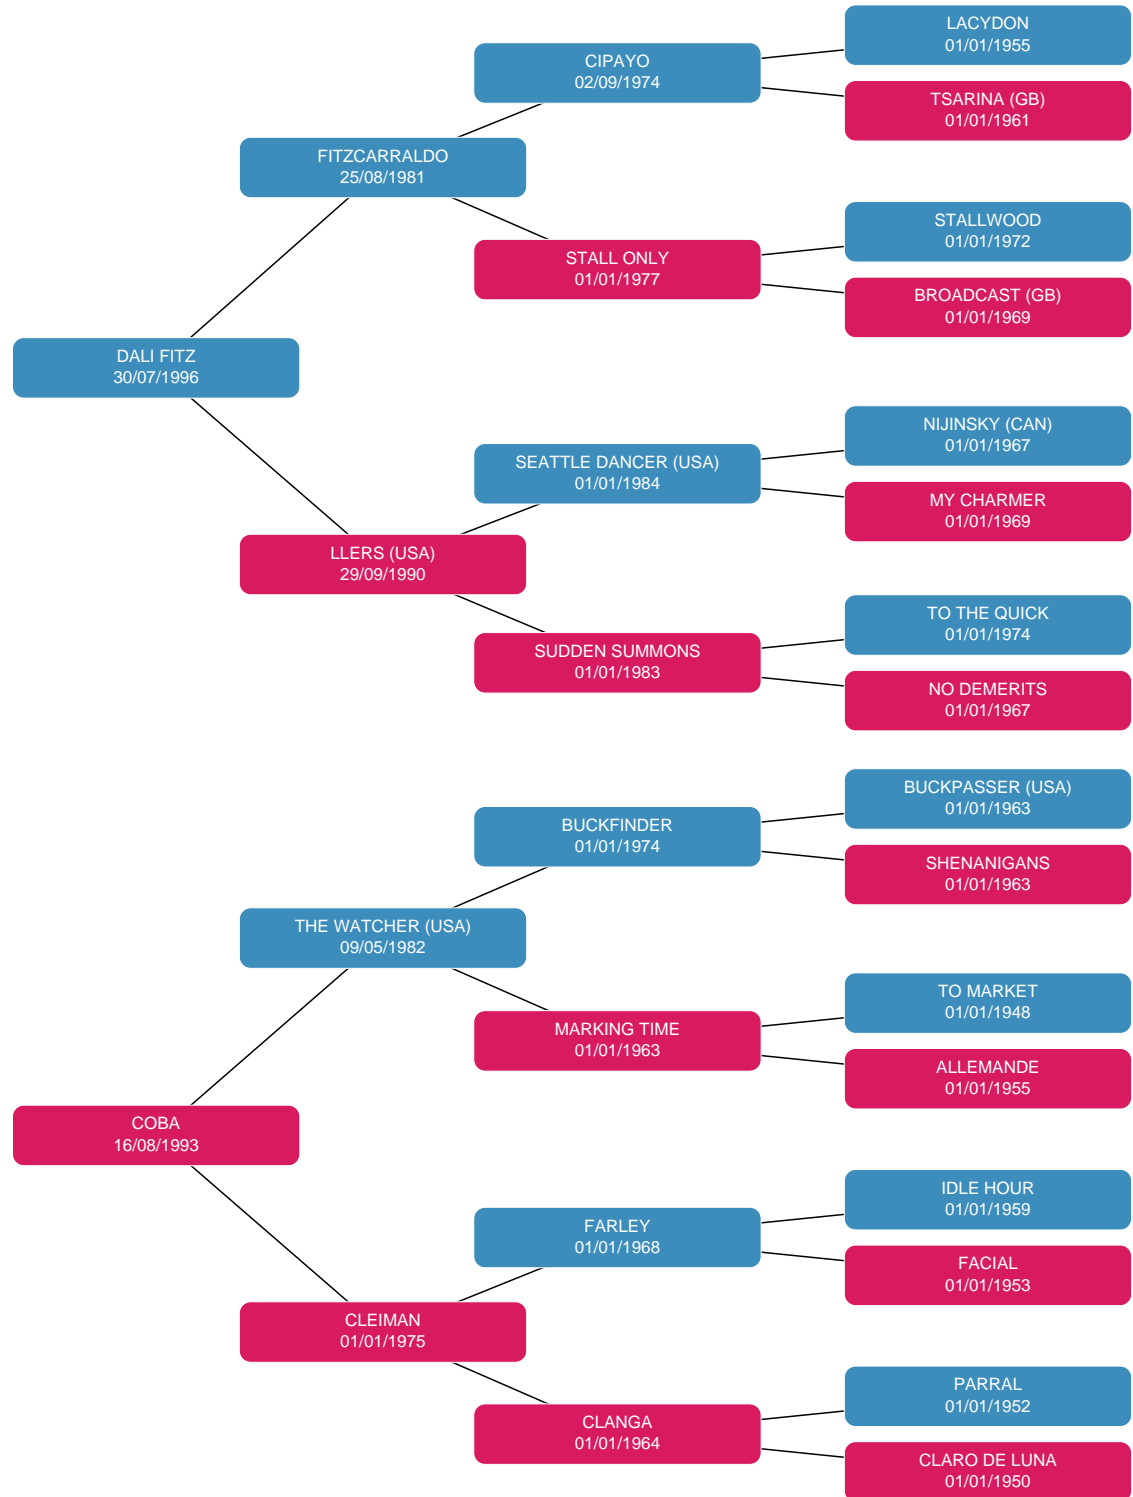 LACYDON
01/01/1955
CIPAYO
02/09/1974
TSARINA (GB)
01/01/1961
FITZCARRALDO
25/08/1981
STALLWOOD
01/01/1972
STALL ONLY
01/01/1977
BROADCAST (GB)
01/01/1969
DALI FITZ
30/07/1996
NIJINSKY (CAN)
01/01/1967
SEATTLE DANCER (USA)
01/01/1984
MY CHARMER
01/01/1969
LLERS (USA)
29/09/1990
TO THE QUICK
01/01/1974
SUDDEN SUMMONS
01/01/1983
NO DEMERITS
01/01/1967
BUCKPASSER (USA)
01/01/1963
BUCKFINDER
01/01/1974
SHENANIGANS
01/01/1963
THE WATCHER (USA)
09/05/1982
TO MARKET
01/01/1948
MARKING TIME
01/01/1963
ALLEMANDE
01/01/1955
COBA
16/08/1993
IDLE HOUR
01/01/1959
FARLEY
01/01/1968
FACIAL
01/01/1953
CLEIMAN
01/01/1975
PARRAL
01/01/1952
CLANGA
01/01/1964
CLARO DE LUNA
01/01/1950